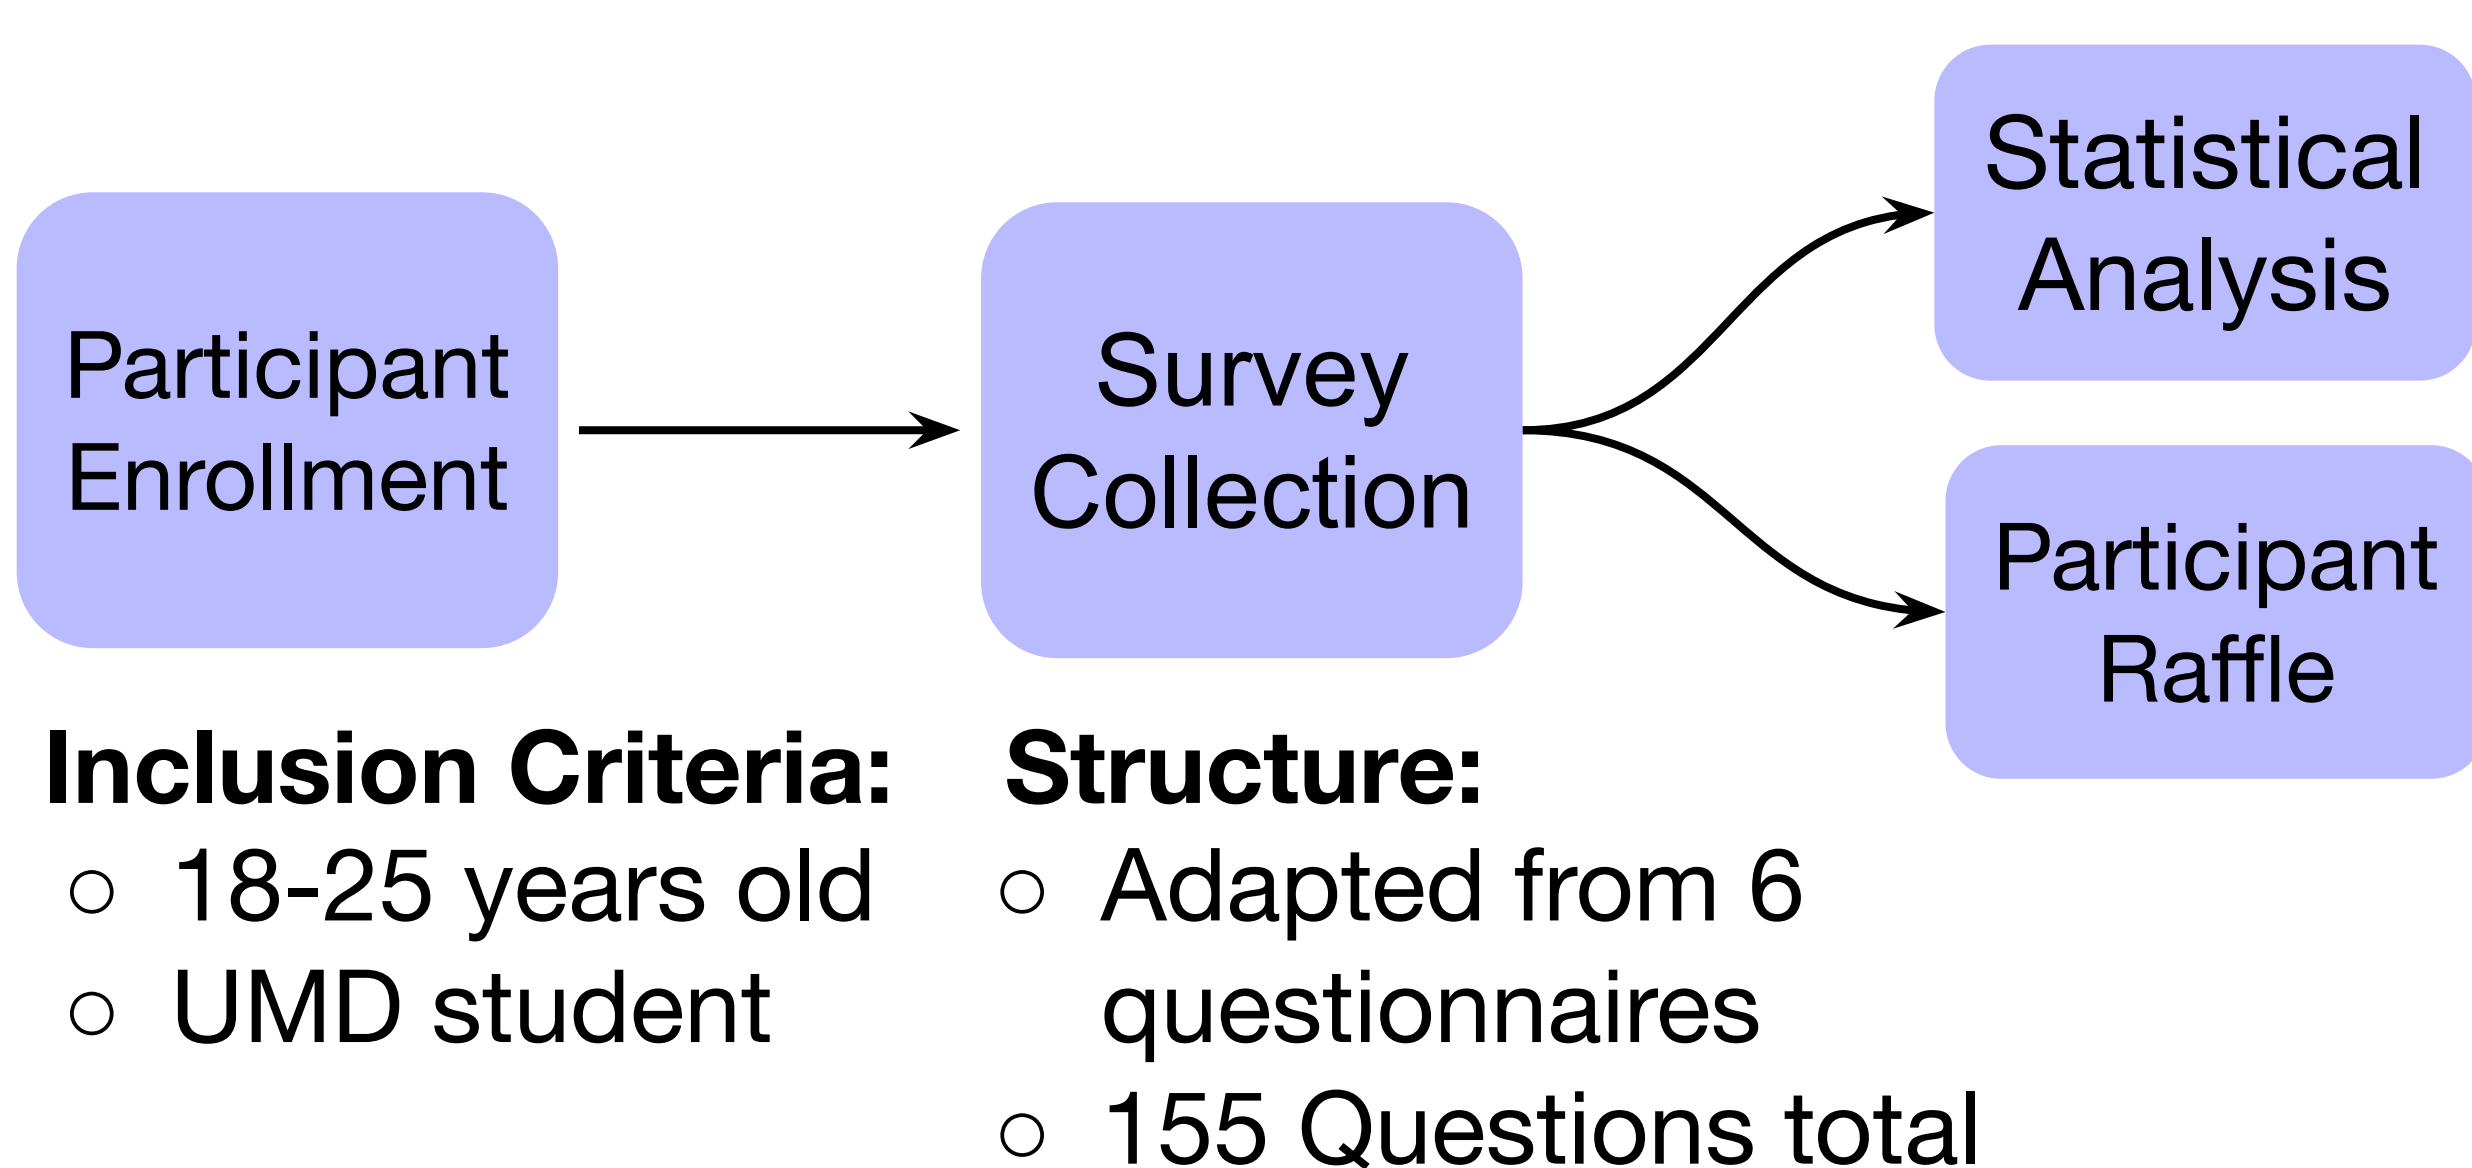 Participant
Enrollment
Survey
Collection
Statistical
Analysis
Participant
Raffle
Inclusion Criteria:
○ 18-25 years old
○ UMD student
Structure:
○ Adapted from 6
questionnaires
○ 155 Questions total